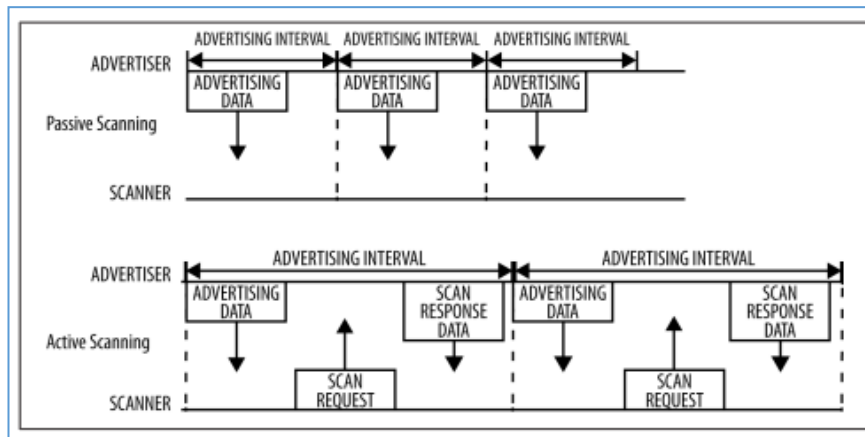 ADVERTISING INTERVAL ADVERTISING INTERVAL ADVERTISING INTERVAL
ADVERTISER
ADVERTISING DATA ADVERTISING DATA ADVERTISING DATA
Passive Scanning
SCANNER
ADVERTISING INTERVAL ADVERTISING INTERVAL
ADVERTISER
ADVERTISING DATA SCAN RESPONSE DATA ADVERTISING DATA SCAN RESPONSE DATA
Active Scanning
SCAN REQUEST SCAN REQUEST
SCANNER